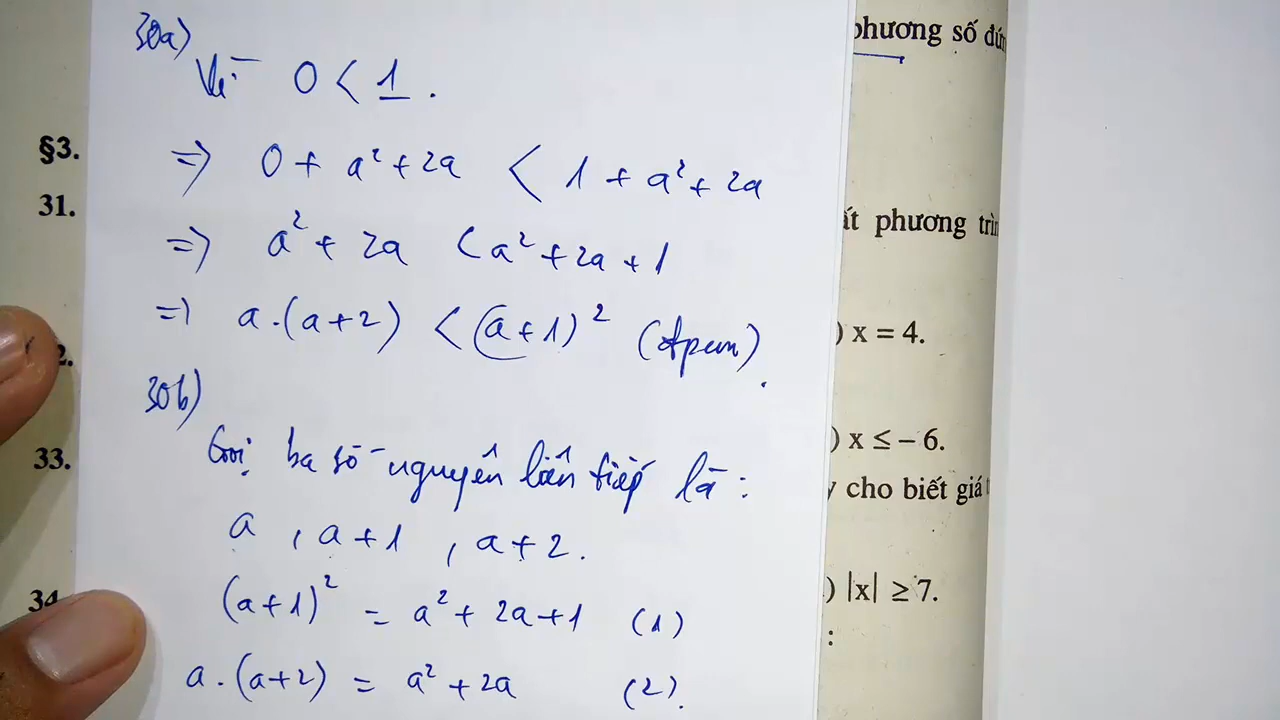 30a)
Vì 0 < 1.
=> 0 + a² + 2a < 1 + a² + 2a
=> a² + 2a < a² + 2a + 1
=> a.(a+2) < (a+1)² (đpcm).
30b)
Gọi ba số nguyên liên tiếp là:
a, a+1, a+2.
(a+1)² = a² + 2a + 1 (1)
a.(a+2) = a² + 2a (2).
§3.
31.
33.
34
phương số đứn
ất phương trìn
) x = 4.
) x ≤ – 6.
y cho biết giá t
) |x| ≥ 7.
: